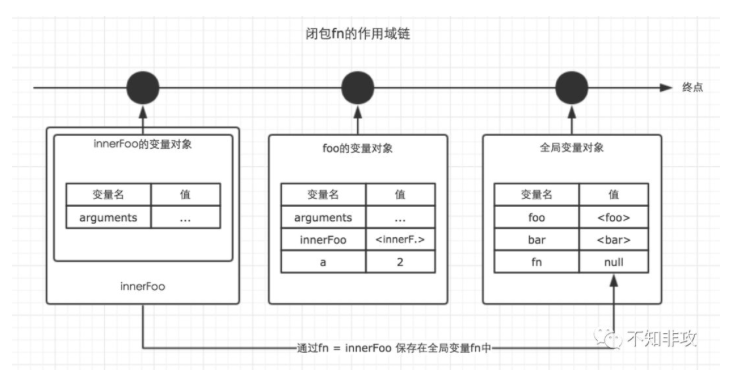 闭包fn的作用域链
终点
innerFoo的变量对象
变量名 值
arguments ...
innerFoo
foo的变量对象
变量名 值
arguments ...
innerFoo <innerF.>
a 2
全局变量对象
变量名 值
foo <foo>
bar <bar>
fn null
通过fn = innerFoo 保存在全局变量fn中
不知非攻